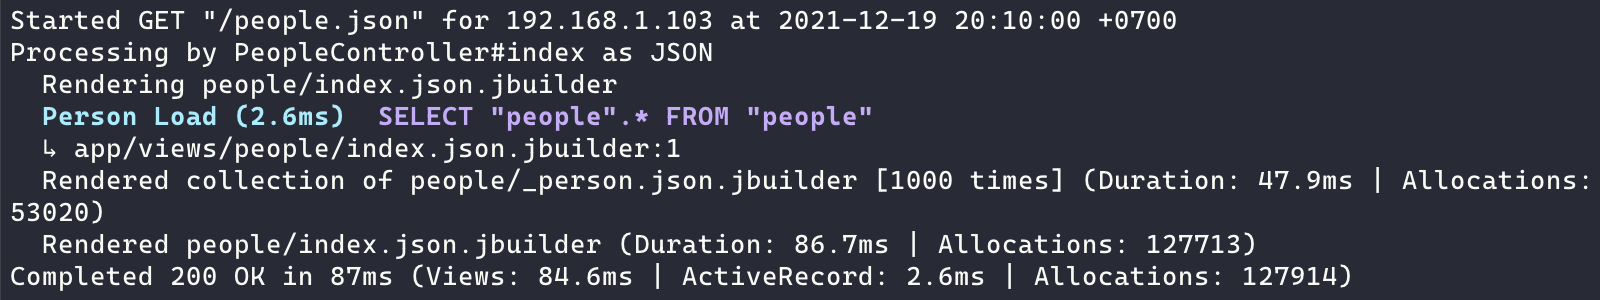 Started GET "/people.json" for 192.168.1.103 at 2021-12-19 20:10:00 +0700
Processing by PeopleController#index as JSON
  Rendering people/index.json.jbuilder
  Person Load (2.6ms)  SELECT "people".* FROM "people"
  ↳ app/views/people/index.json.jbuilder:1
  Rendered collection of people/_person.json.jbuilder [1000 times] (Duration: 47.9ms | Allocations:
53020)
  Rendered people/index.json.jbuilder (Duration: 86.7ms | Allocations: 127713)
Completed 200 OK in 87ms (Views: 84.6ms | ActiveRecord: 2.6ms | Allocations: 127914)